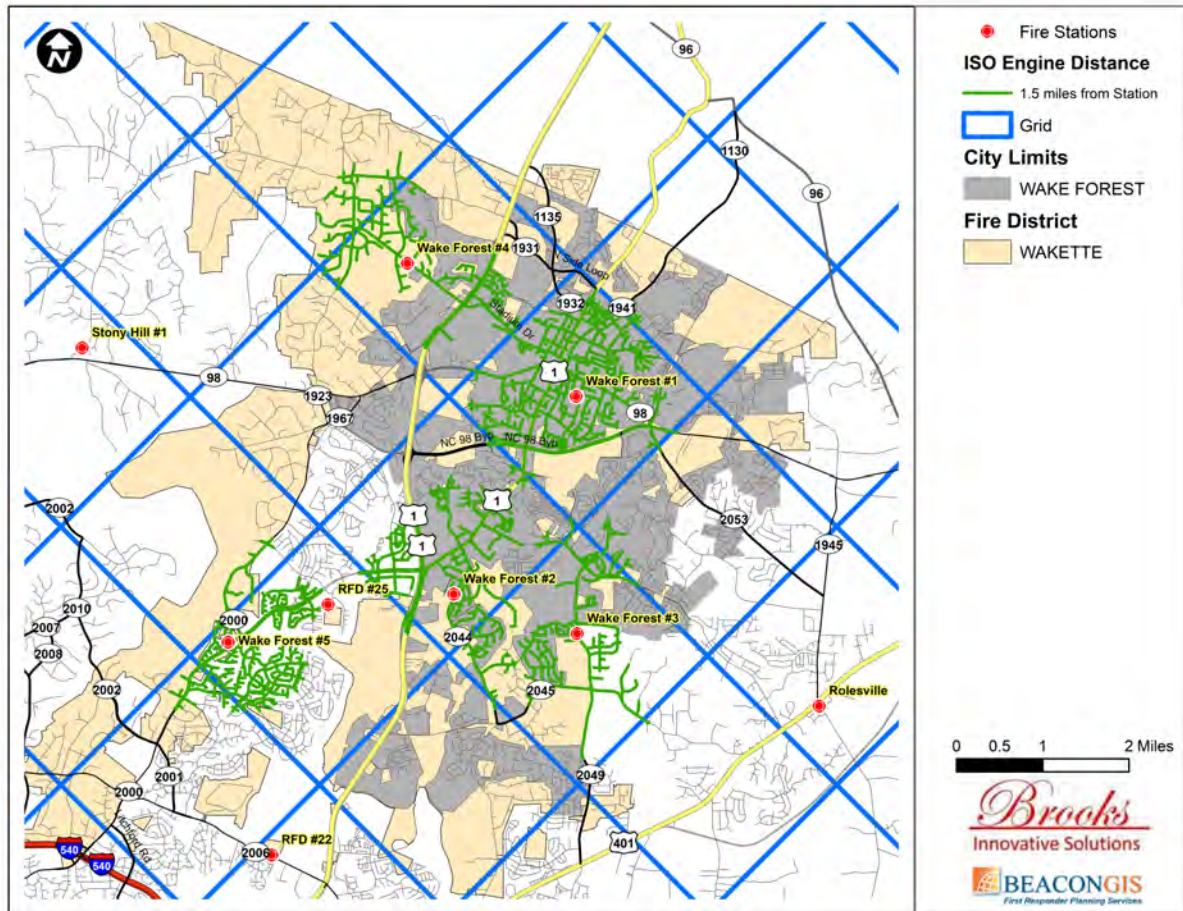 N
96
1130
96
1135
1931
N Side Loop
Wake Forest #4
1932
1941
Stadium Dr
Stony Hill #1
1
Wake Forest #1
98
1923
98
1967
NC 98 Byp
NC 98 Byp
2002
1
1
2053
1945
1
Wake Forest #2
RFD #25
2010
2000
Wake Forest #3
2007
Wake Forest #5
2044
2008
2002
2045
Rolesville
2001
2049
2000
401
RFD #22
2006
540
540
Fire Stations
ISO Engine Distance
1.5 miles from Station
Grid
City Limits
WAKE FOREST
Fire District
WAKETTE
0 0.5 1 2 Miles
Brooks
Innovative Solutions
BEACONGIS
First Responder Planning Services